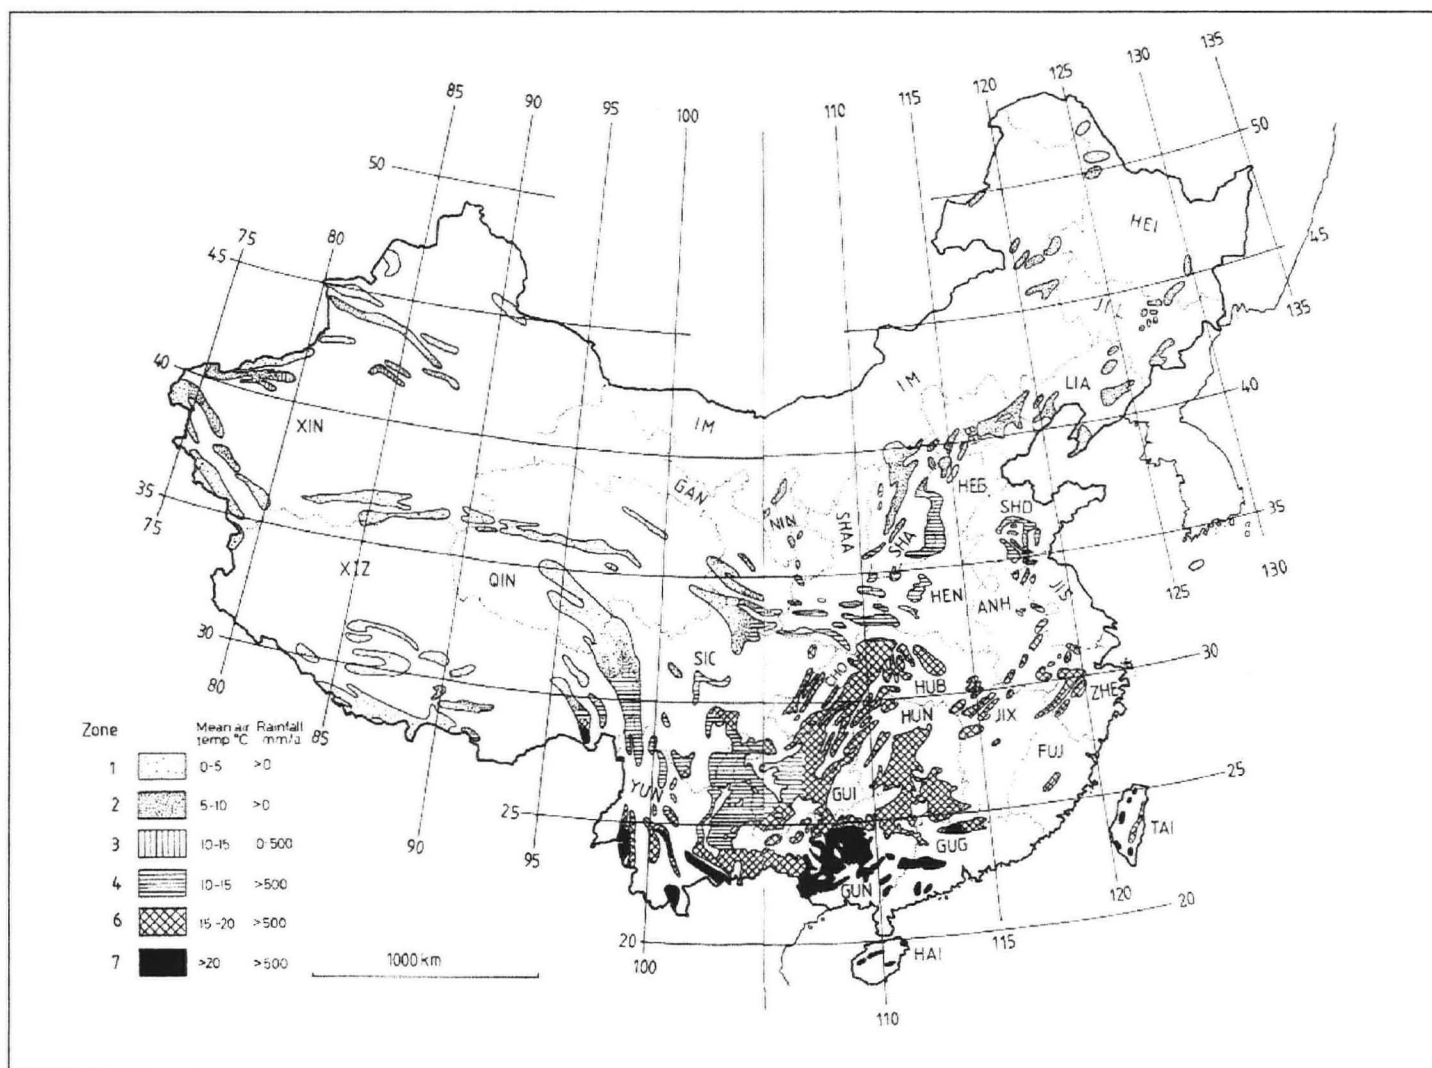 85
90
95
100
110
115
120
125
130
135
50
50
75
80
45
HEI
45
135
JIL
40
LIA
40
IM
IM
XIN
35
75
GAN
HEB
NIN
SHAA
SHA
SHD
35
130
125
XIZ
QIN
HEN
ANH
JIS
30
80
SIC
CHO
HUB
30
ZHE
HUN
JIX
FUJ
85
YUN
GUI
25
25
GUG
TAI
90
95
GUN
120
20
20
100
HAI
115
110
Zone
Mean air temp °C
Rainfall mm/a
1 0-5 >0
2 5-10 >0
3 10-15 0-500
4 10-15 >500
6 15-20 >500
7 >20 >500
1000 km